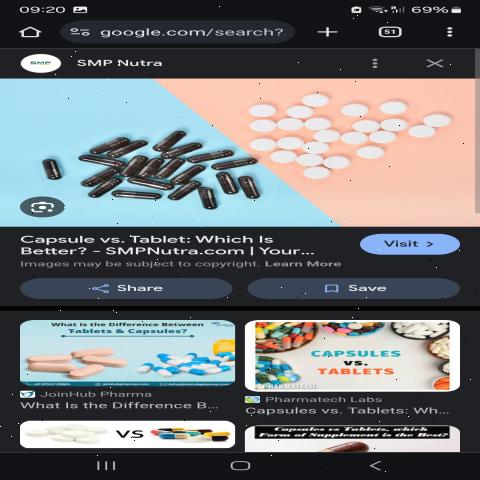 09:20
69%
google.com/search?
51
SMP
SMP Nutra
Capsule vs. Tablet: Which Is
Better? - SMPNutra.com | Your...
Visit >
Images may be subject to copyright. Learn More
Share
Save
What is the Difference Between
Tablets & Capsules?
CAPSULES
vs.
TABLETS
PHARMATECH
JoinHub Pharma
What Is the Difference B...
Pharmatech Labs
Capsules vs. Tablets: Wh...
VS
Capsules vs Tablets, which
Form of Supplement is the Best?